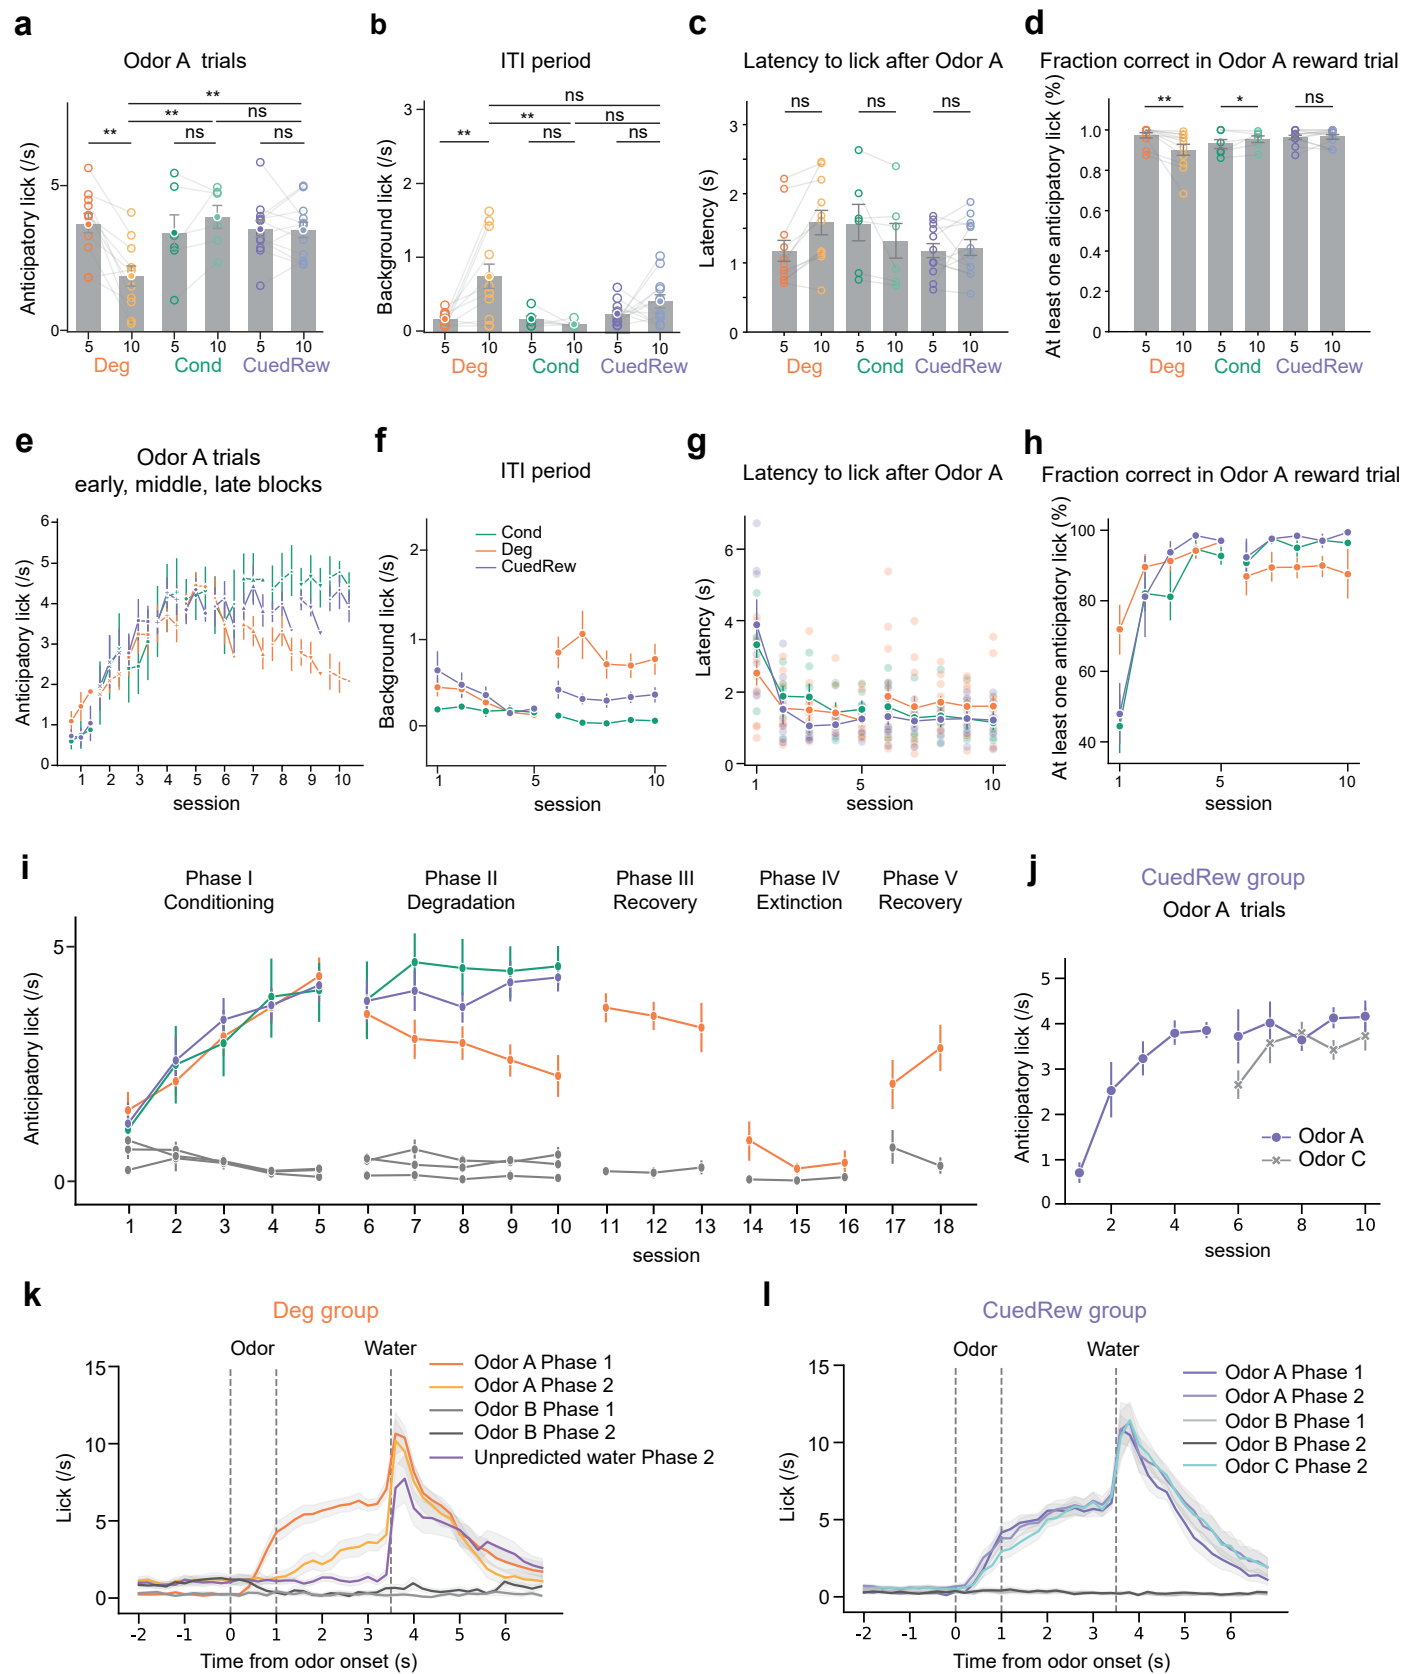 a
Odor A trials
**
**
ns
**
ns
ns
Anticipatory lick (/s)
5
0
5
10
5
10
5
10
Deg
Cond
CuedRew
b
ITI period
ns
**
ns
**
ns
ns
Background lick (/s)
3
2
1
0
5
10
5
10
5
10
Deg
Cond
CuedRew
c
Latency to lick after Odor A
ns
ns
ns
Latency (s)
3
2
1
0
5
10
5
10
5
10
Deg
Cond
CuedRew
d
Fraction correct in Odor A reward trial
**
*
ns
At least one anticipatory lick (%)
1.0
0.8
0.6
0.4
0.2
0
5
10
5
10
5
10
Deg
Cond
CuedRew
e
Odor A trials
early, middle, late blocks
Anticipatory lick (/s)
6
5
4
3
2
1
0
1
2
3
4
5
6
7
8
9
10
session
f
ITI period
Cond
Deg
CuedRew
Background lick (/s)
2
1
0
1
5
10
session
g
Latency to lick after Odor A
Latency (s)
6
4
2
0
1
5
10
session
h
Fraction correct in Odor A reward trial
At least one anticipatory lick (%)
100
80
60
40
1
5
10
session
i
Phase I
Conditioning
Phase II
Degradation
Phase III
Recovery
Phase IV
Extinction
Phase V
Recovery
Anticipatory lick (/s)
5
0
1
2
3
4
5
6
7
8
9
10
11
12
13
14
15
16
17
18
session
j
CuedRew group
Odor A trials
Anticipatory lick (/s)
5
4
3
2
1
0
Odor A
Odor C
2
4
6
8
10
session
k
Deg group
Odor
Water
Odor A Phase 1
Odor A Phase 2
Odor B Phase 1
Odor B Phase 2
Unpredicted water Phase 2
Lick (/s)
15
10
5
0
-2
-1
0
1
2
3
4
5
6
Time from odor onset (s)
l
CuedRew group
Odor
Water
Odor A Phase 1
Odor A Phase 2
Odor B Phase 1
Odor B Phase 2
Odor C Phase 2
Lick (/s)
15
10
5
0
-2
-1
0
1
2
3
4
5
6
Time from odor onset (s)